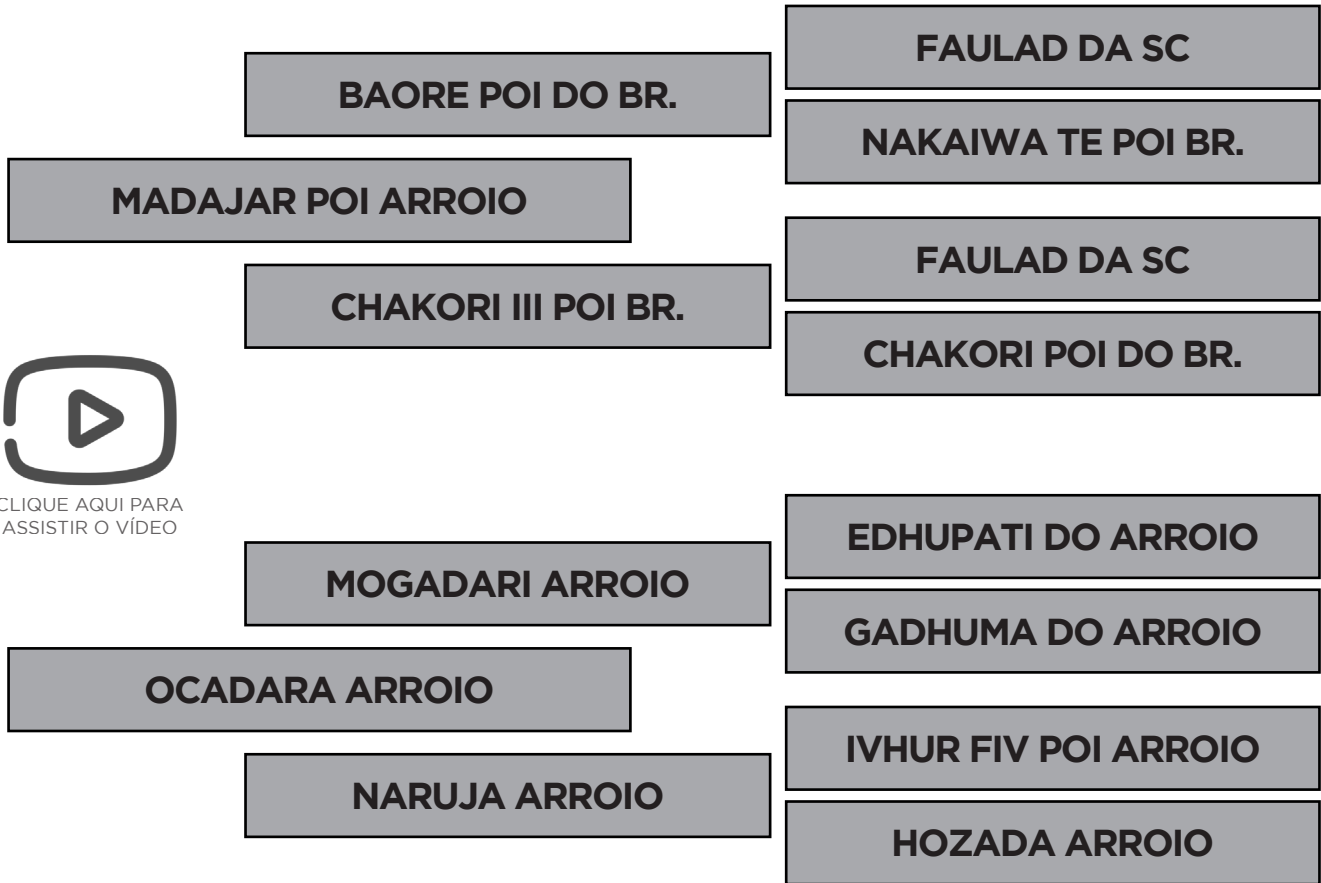 FAULAD DA SC
BAORE POI DO BR.
NAKAIWA TE POI BR.
MADAJAR POI ARROIO
FAULAD DA SC
CHAKORI III POI BR.
CHAKORI POI DO BR.
CLIQUE AQUI PARA
ASSISTIR O VÍDEO
EDHUPATI DO ARROIO
MOGADARI ARROIO
GADHUMA DO ARROIO
OCADARA ARROIO
IVHUR FIV POI ARROIO
NARUJA ARROIO
HOZADA ARROIO